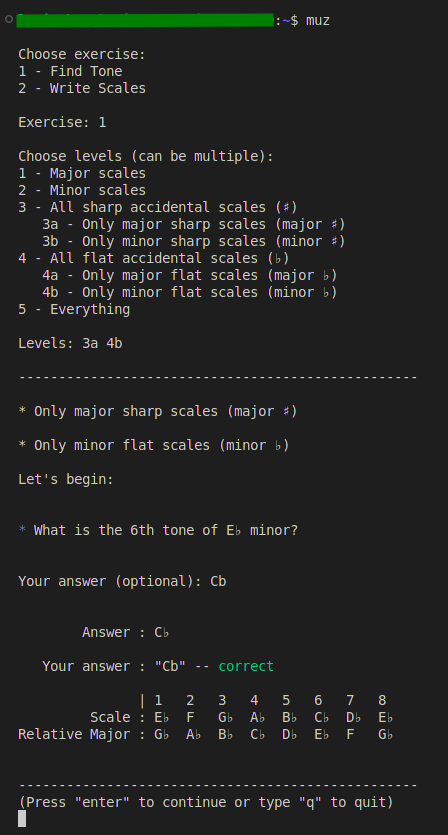 :~$ muz
Choose exercise:
1 - Find Tone
2 - Write Scales
Exercise: 1
Choose levels (can be multiple):
1 - Major scales
2 - Minor scales
3 - All sharp accidental scales (♯)
3a - Only major sharp scales (major ♯)
3b - Only minor sharp scales (minor ♯)
4 - All flat accidental scales (♭)
4a - Only major flat scales (major ♭)
4b - Only minor flat scales (minor ♭)
5 - Everything
Levels: 3a 4b
--------------------------------------------------
* Only major sharp scales (major ♯)
* Only minor flat scales (minor ♭)
Let's begin:
* What is the 6th tone of E♭ minor?
Your answer (optional): Cb
Answer : C♭
Your answer : "Cb" -- correct
| 1 2 3 4 5 6 7 8
Scale : E♭ F G♭ A♭ B♭ C♭ D♭ E♭
Relative Major : G♭ A♭ B♭ C♭ D♭ E♭ F G♭
--------------------------------------------------
(Press "enter" to continue or type "q" to quit)